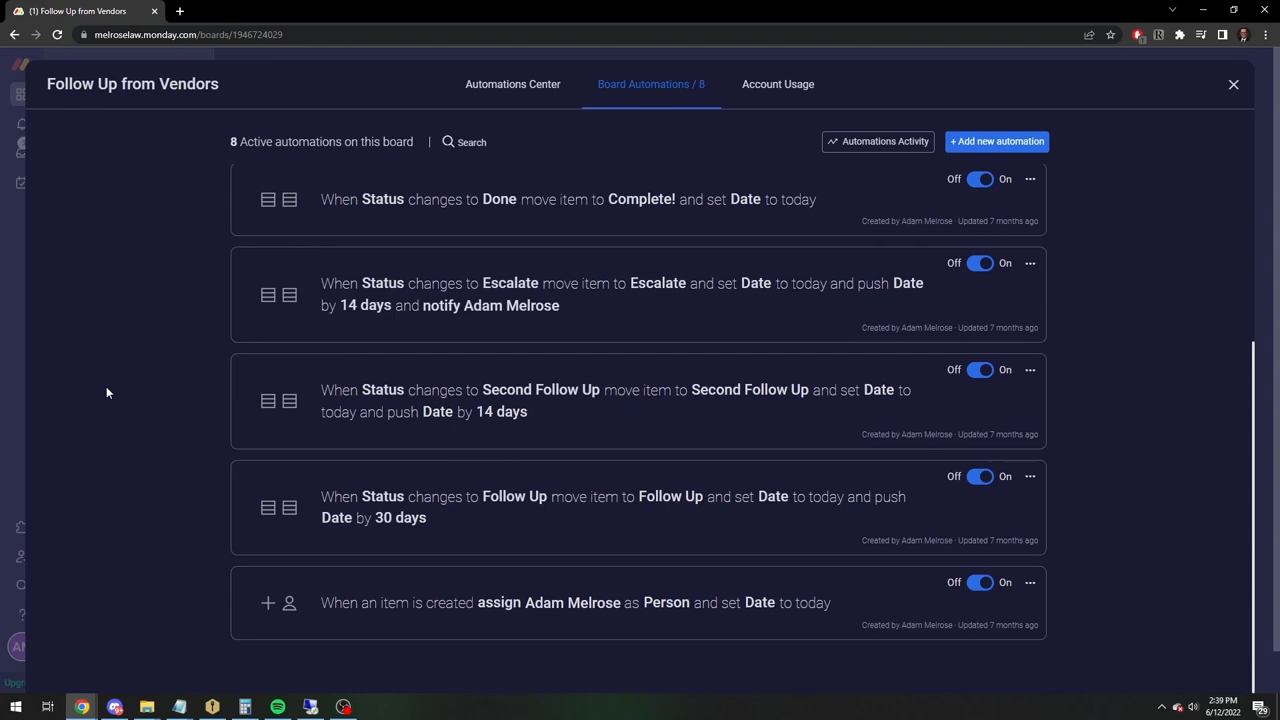 (1) Follow Up from Vendors
melroselaw.monday.com/boards/1946724029
Follow Up from Vendors
Automations Center
Board Automations / 8
Account Usage
8 Active automations on this board
Search
Automations Activity
+ Add new automation
Off
On
When Status changes to Done move item to Complete! and set Date to today
Created by Adam Melrose · Updated 7 months ago
Off
On
When Status changes to Escalate move item to Escalate and set Date to today and push Date
by 14 days and notify Adam Melrose
Created by Adam Melrose · Updated 7 months ago
Off
On
When Status changes to Second Follow Up move item to Second Follow Up and set Date to
today and push Date by 14 days
Created by Adam Melrose · Updated 7 months ago
Off
On
When Status changes to Follow Up move item to Follow Up and set Date to today and push
Date by 30 days
Created by Adam Melrose · Updated 7 months ago
Off
On
When an item is created assign Adam Melrose as Person and set Date to today
Created by Adam Melrose · Updated 7 months ago
2:39 PM
6/12/2022
29